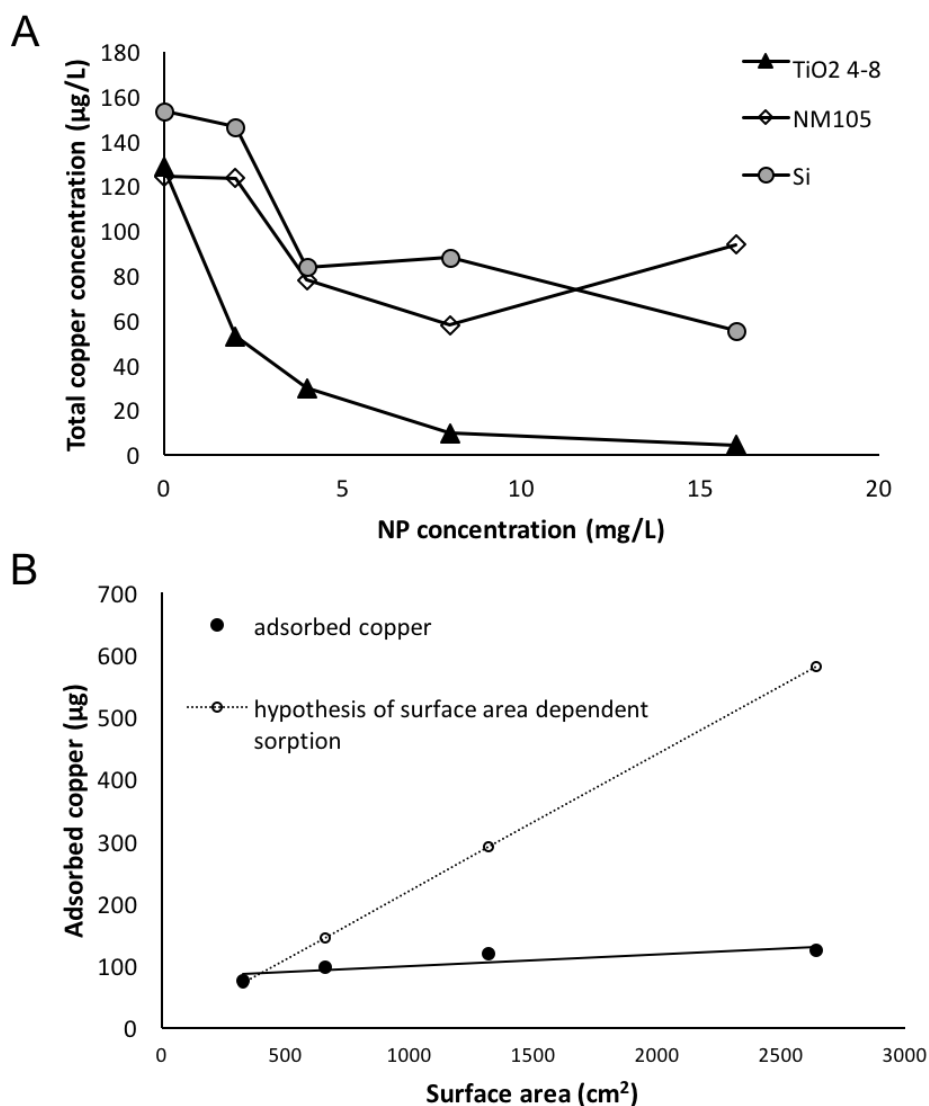 A
180
160
140
120
100
80
60
40
20
0
Total copper concentration (µg/L)
TiO2 4-8
NM105
Si
0 5 10 15 20
NP concentration (mg/L)
B
700
600
500
400
300
200
100
0
Adsorbed copper (µg)
adsorbed copper
hypothesis of surface area dependent
sorption
0 500 1000 1500 2000 2500 3000
Surface area (cm²)